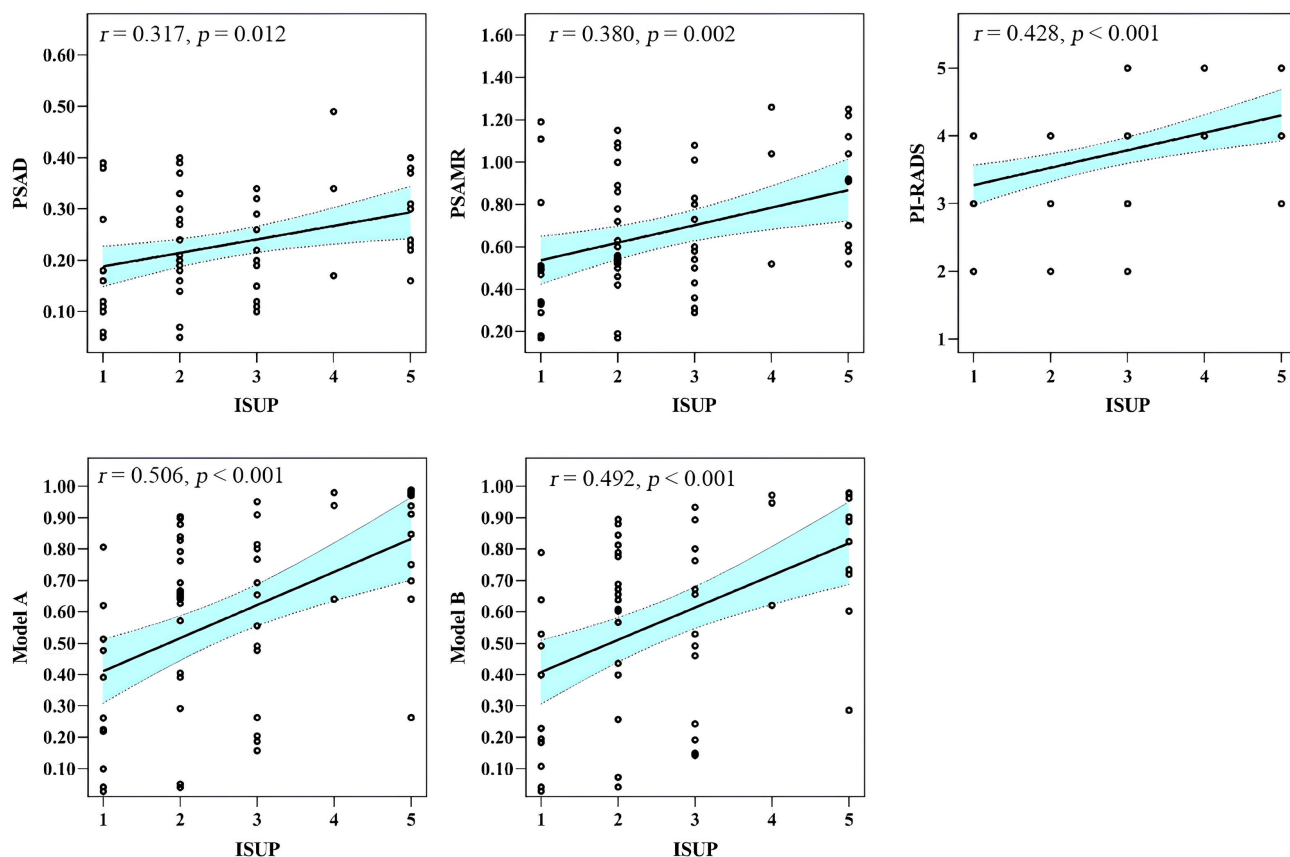 r = 0.317, p = 0.012
PSAD
0.60
0.50
0.40
0.30
0.20
0.10
1 2 3 4 5
ISUP
r = 0.380, p = 0.002
PSAMR
1.60
1.40
1.20
1.00
0.80
0.60
0.40
0.20
1 2 3 4 5
ISUP
r = 0.428, p < 0.001
PI-RADS
5
4
3
2
1
1 2 3 4 5
ISUP
r = 0.506, p < 0.001
Model A
1.00
0.90
0.80
0.70
0.60
0.50
0.40
0.30
0.20
0.10
1 2 3 4 5
ISUP
r = 0.492, p < 0.001
Model B
1.00
0.90
0.80
0.70
0.60
0.50
0.40
0.30
0.20
0.10
1 2 3 4 5
ISUP